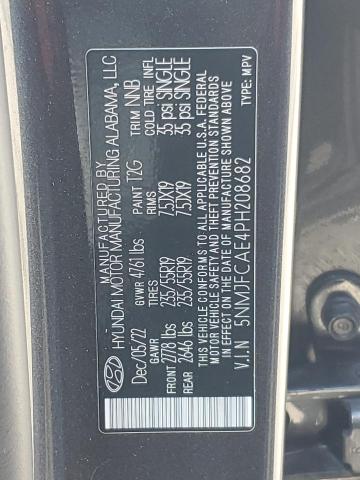 MANUFACTURED BY
HYUNDAI MOTOR MANUFACTURING ALABAMA, LLC
Dec/05/22 GVWR 4761 lbs PAINT T2G TRIM NNB
GAWR TIRES RIMS COLD TIRE INFL
FRONT 2778 lbs 235/55R19 7.5JX19 35 psi SINGLE
REAR 2646 lbs 235/55R19 7.5JX19 35 psi SINGLE
THIS VEHICLE CONFORMS TO ALL APPLICABLE U.S.A. FEDERAL
MOTOR VEHICLE SAFETY AND THEFT PREVENTION STANDARDS
IN EFFECT ON THE DATE OF MANUFACTURE SHOWN ABOVE.
V.I.N 5NMJFCAE4PH208682 TYPE: MPV